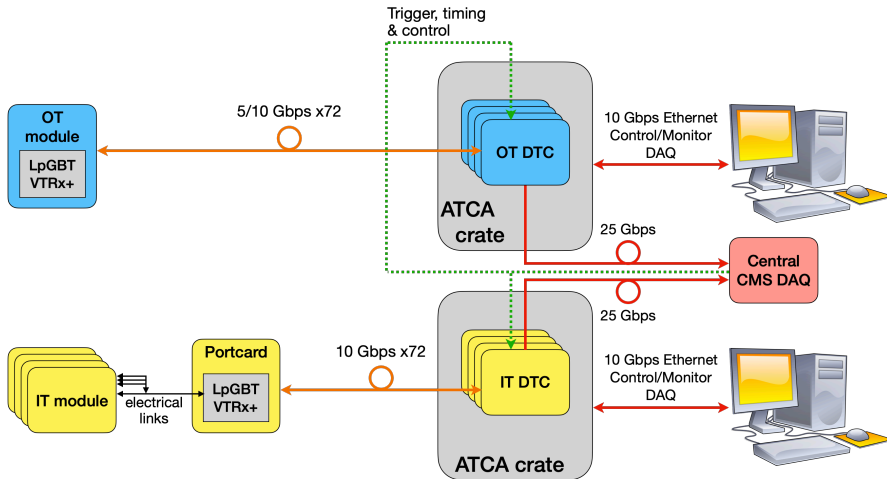 Trigger, timing
& control
OT
module
LpGBT
VTRx+
5/10 Gbps x72
OT DTC
ATCA
crate
10 Gbps Ethernet
Control/Monitor
DAQ
25 Gbps
Central
CMS DAQ
25 Gbps
IT module
electrical
links
Portcard
LpGBT
VTRx+
10 Gbps x72
IT DTC
ATCA crate
10 Gbps Ethernet
Control/Monitor
DAQ